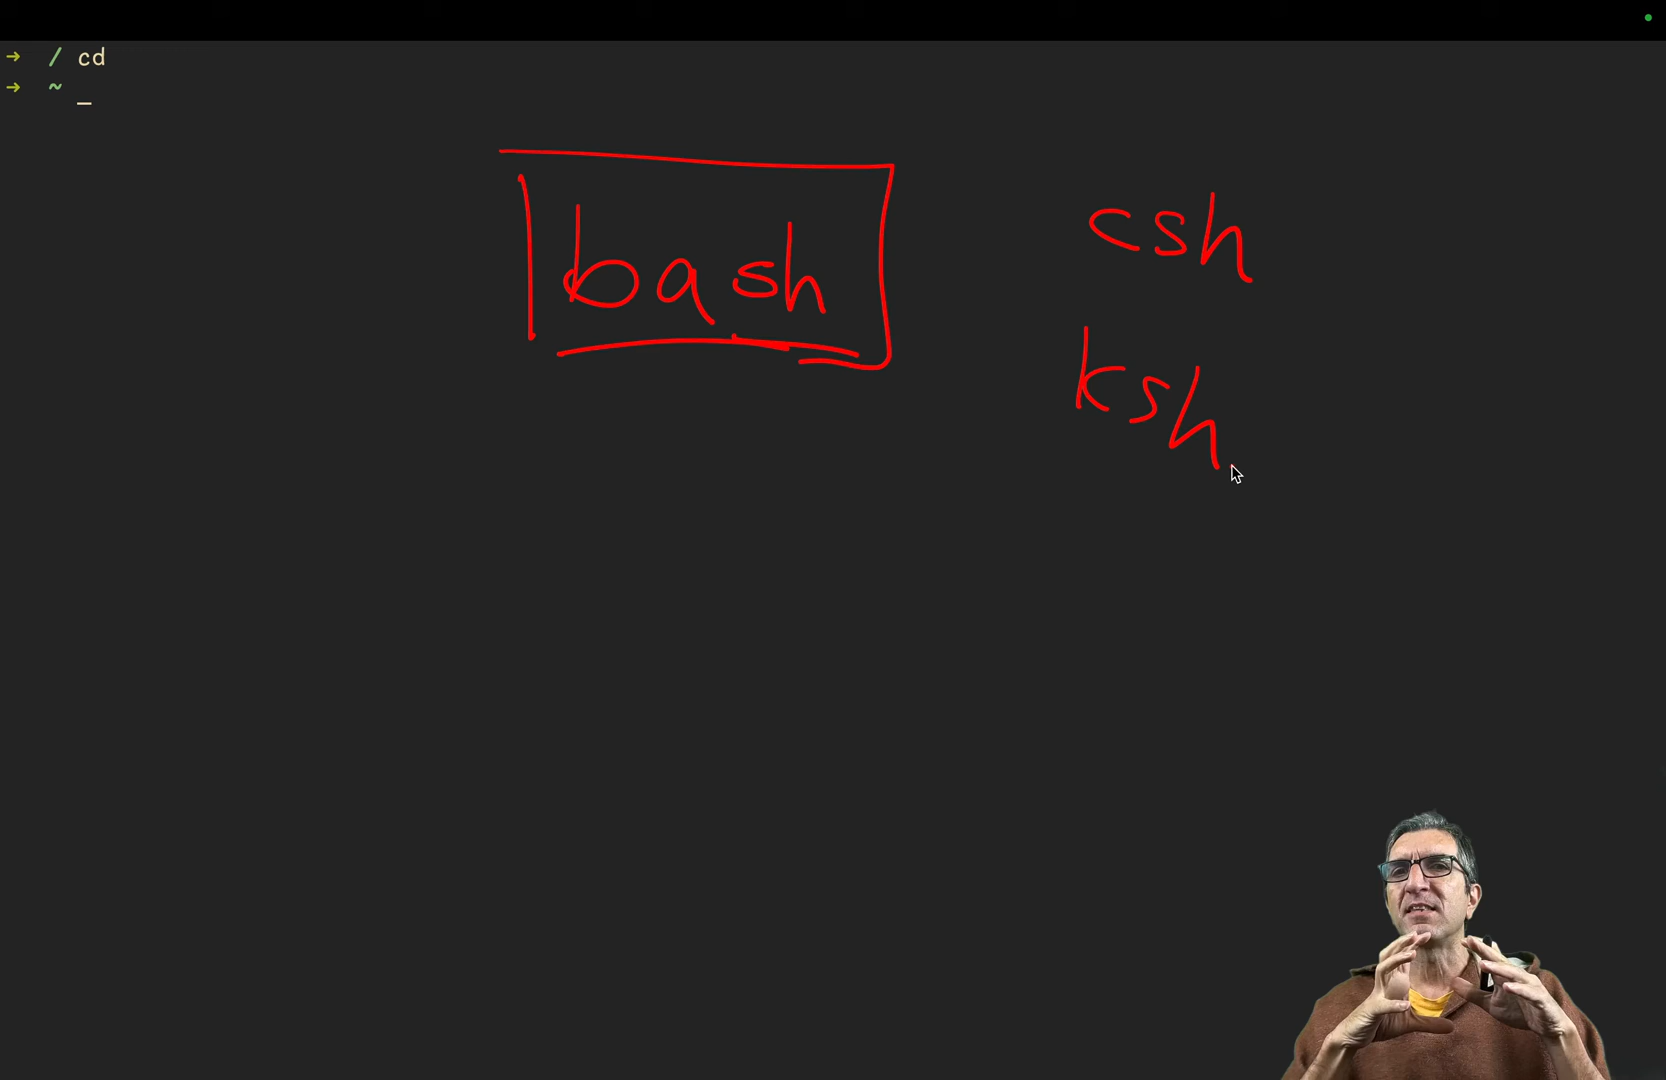 ➜ / cd
➜ ~ _
bash
csh
ksh